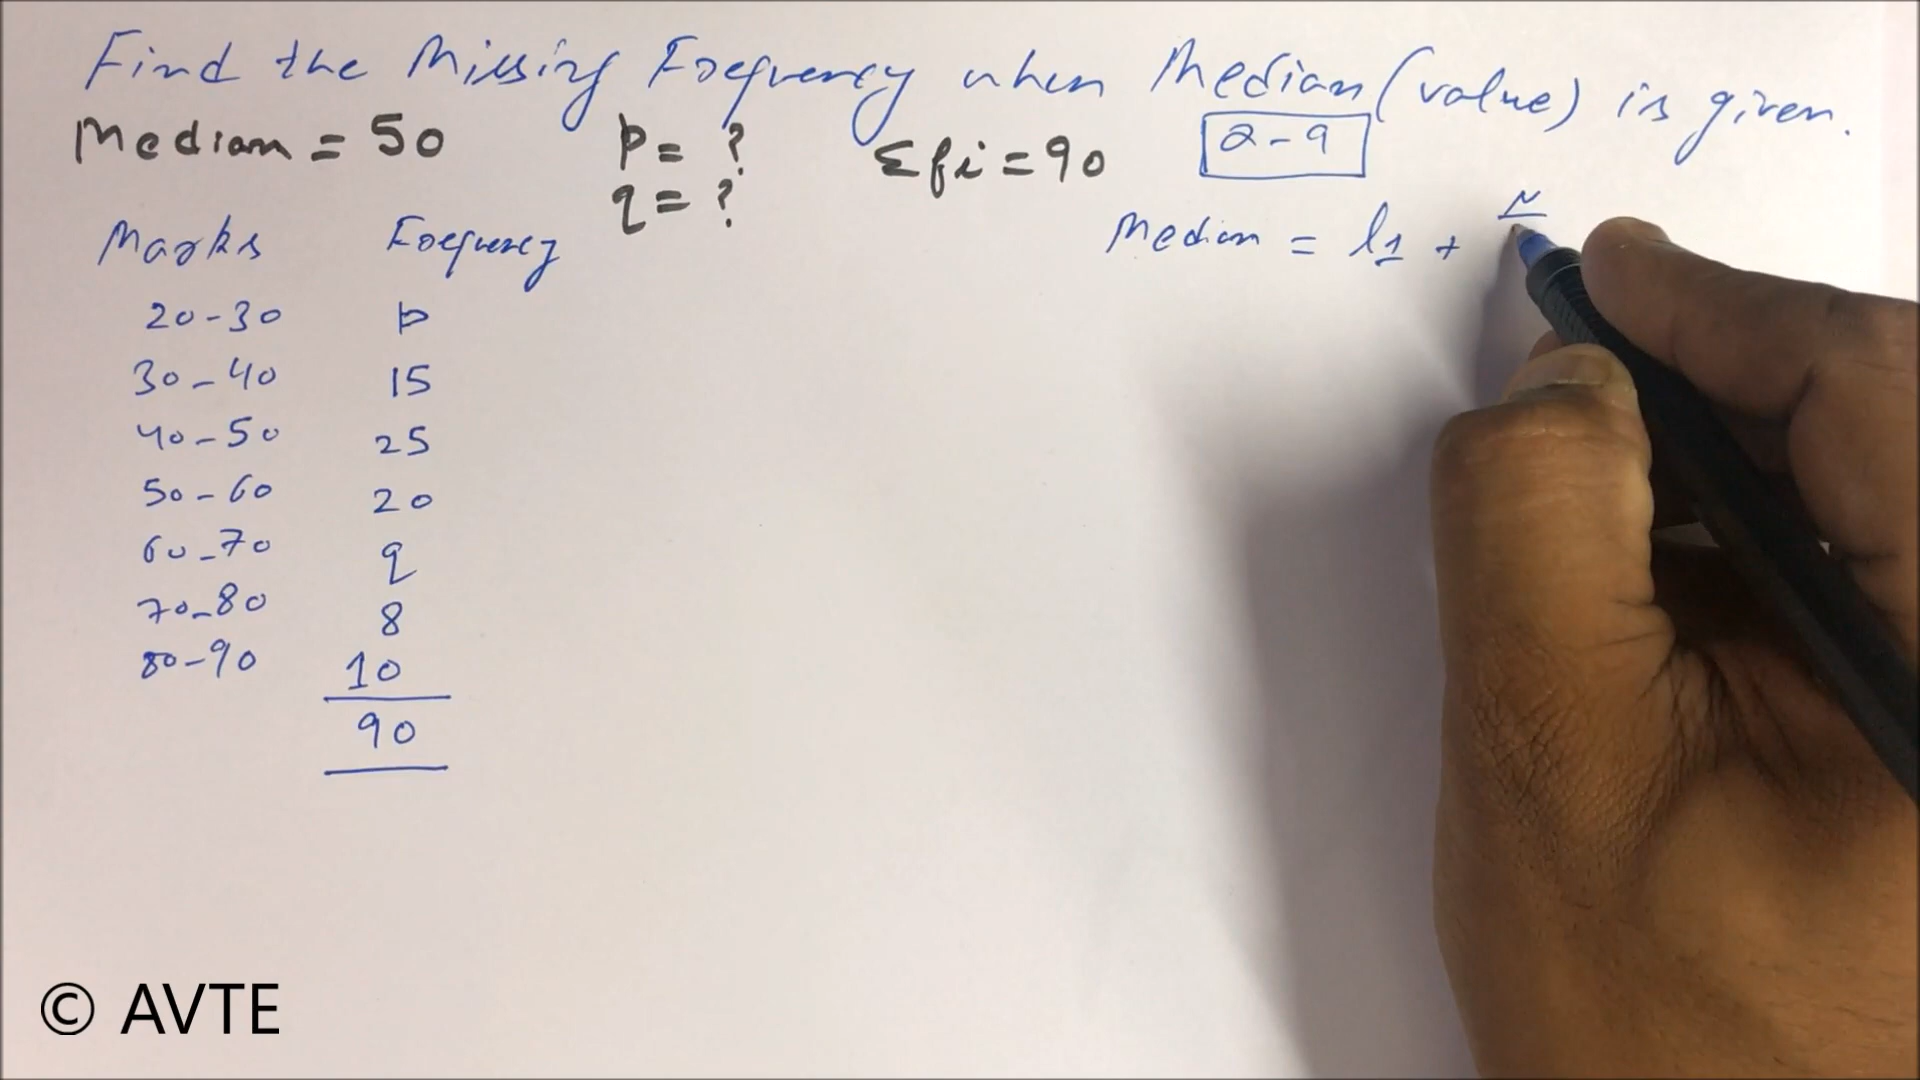 Find the Missing Frequency when Median (value) is given.
Median = 50 p = ? Σfi = 90 2-9
q = ?
Marks Frequency Median = l1 + N
20-30 p
30-40 15
40-50 25
50-60 20
60-70 q
70-80 8
80-90 10
90
© AVTE